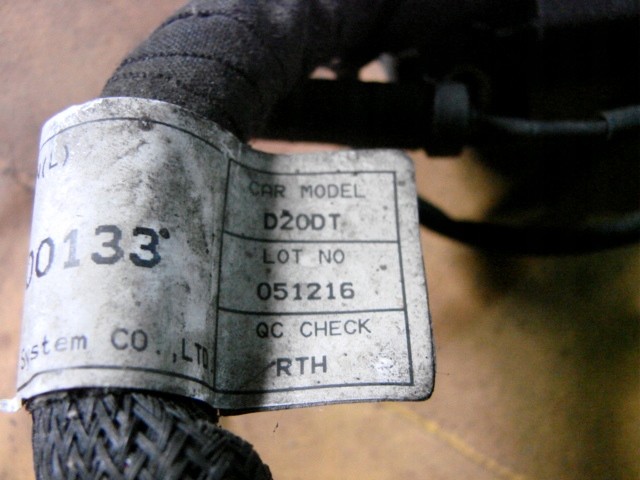 (L)
00133
System CO.,LTD
CAR MODEL
D20DT
LOT NO
051216
QC CHECK
RTH